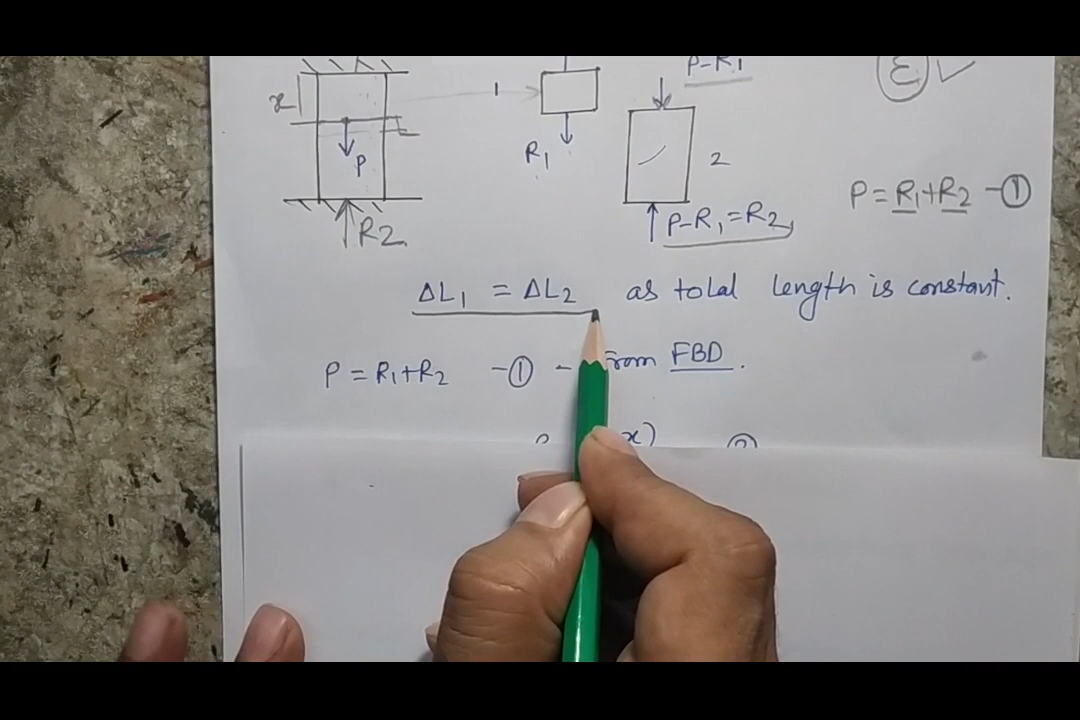 P-R1
ε
x
1
P
R1
2
P = R1+R2 -①
R2
P-R1=R2
ΔL1 = ΔL2 as total length is constant.
P = R1+R2 -① - from FBD.
x) ②